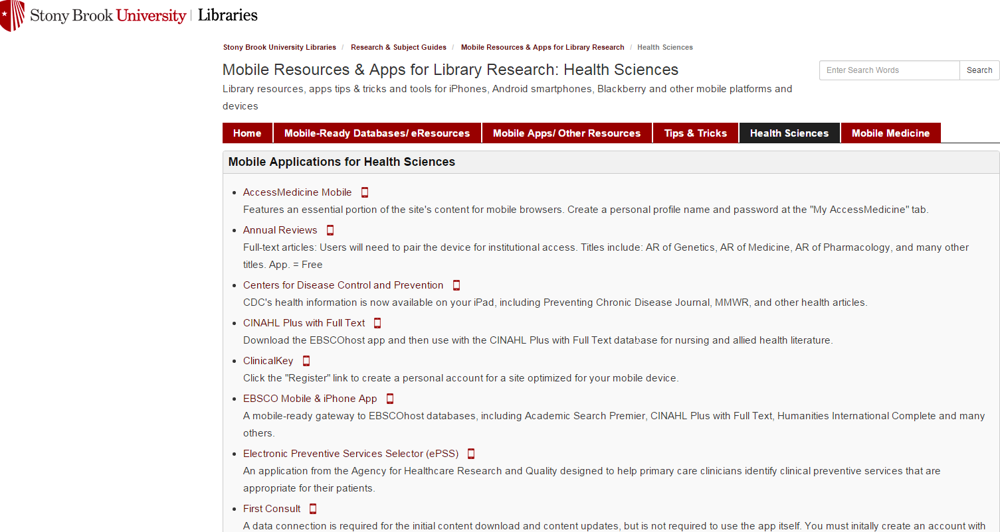 Stony Brook University | Libraries
Stony Brook University Libraries / Research & Subject Guides / Mobile Resources & Apps for Library Research / Health Sciences
Mobile Resources & Apps for Library Research: Health Sciences
Enter Search Words Search
Library resources, apps tips & tricks and tools for iPhones, Android smartphones, Blackberry and other mobile platforms and
devices
Home Mobile-Ready Databases/ eResources Mobile Apps/ Other Resources Tips & Tricks Health Sciences Mobile Medicine
Mobile Applications for Health Sciences
• AccessMedicine Mobile
Features an essential portion of the site's content for mobile browsers. Create a personal profile name and password at the "My AccessMedicine" tab.
• Annual Reviews
Full-text articles: Users will need to pair the device for institutional access. Titles include: AR of Genetics, AR of Medicine, AR of Pharmacology, and many other
titles. App. = Free
• Centers for Disease Control and Prevention
CDC's health information is now available on your iPad, including Preventing Chronic Disease Journal, MMWR, and other health articles.
• CINAHL Plus with Full Text
Download the EBSCOhost app and then use with the CINAHL Plus with Full Text database for nursing and allied health literature.
• ClinicalKey
Click the "Register" link to create a personal account for a site optimized for your mobile device.
• EBSCO Mobile & iPhone App
A mobile-ready gateway to EBSCOhost databases, including Academic Search Premier, CINAHL Plus with Full Text, Humanities International Complete and many
others.
• Electronic Preventive Services Selector (ePSS)
An application from the Agency for Healthcare Research and Quality designed to help primary care clinicians identify clinical preventive services that are
appropriate for their patients.
• First Consult
A data connection is required for the initial content download and content updates, but is not required to use the app itself. You must initally create an account with